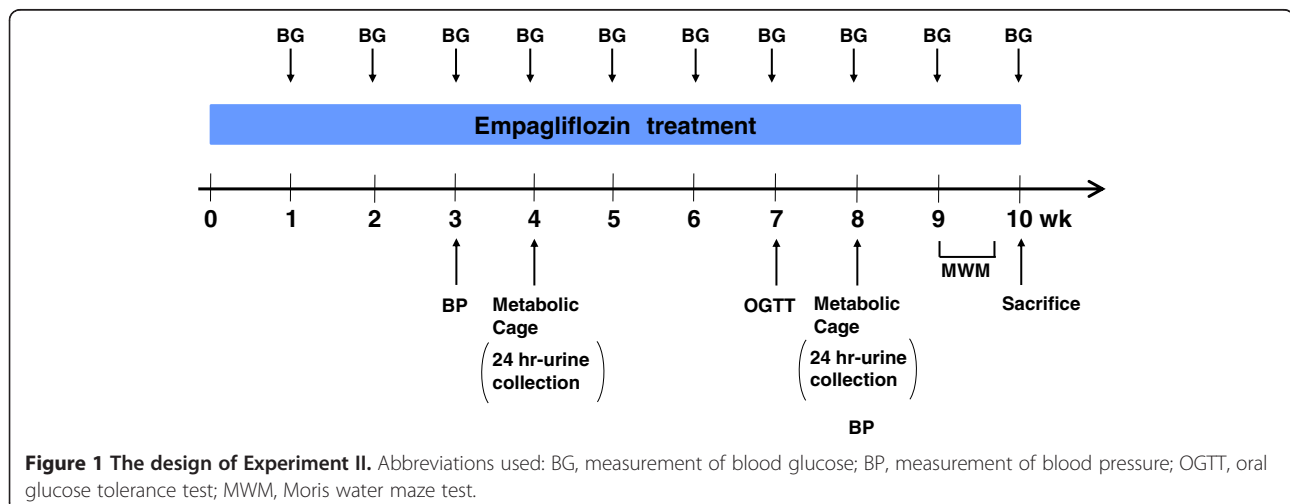 BG BG BG BG BG BG BG BG BG BG
Empagliflozin treatment
0 1 2 3 4 5 6 7 8 9 10 wk
MWM
BP Metabolic Cage OGTT Metabolic Cage Sacrifice
(24 hr-urine collection) (24 hr-urine collection)
BP
Figure 1 The design of Experiment II. Abbreviations used: BG, measurement of blood glucose; BP, measurement of blood pressure; OGTT, oral
glucose tolerance test; MWM, Moris water maze test.